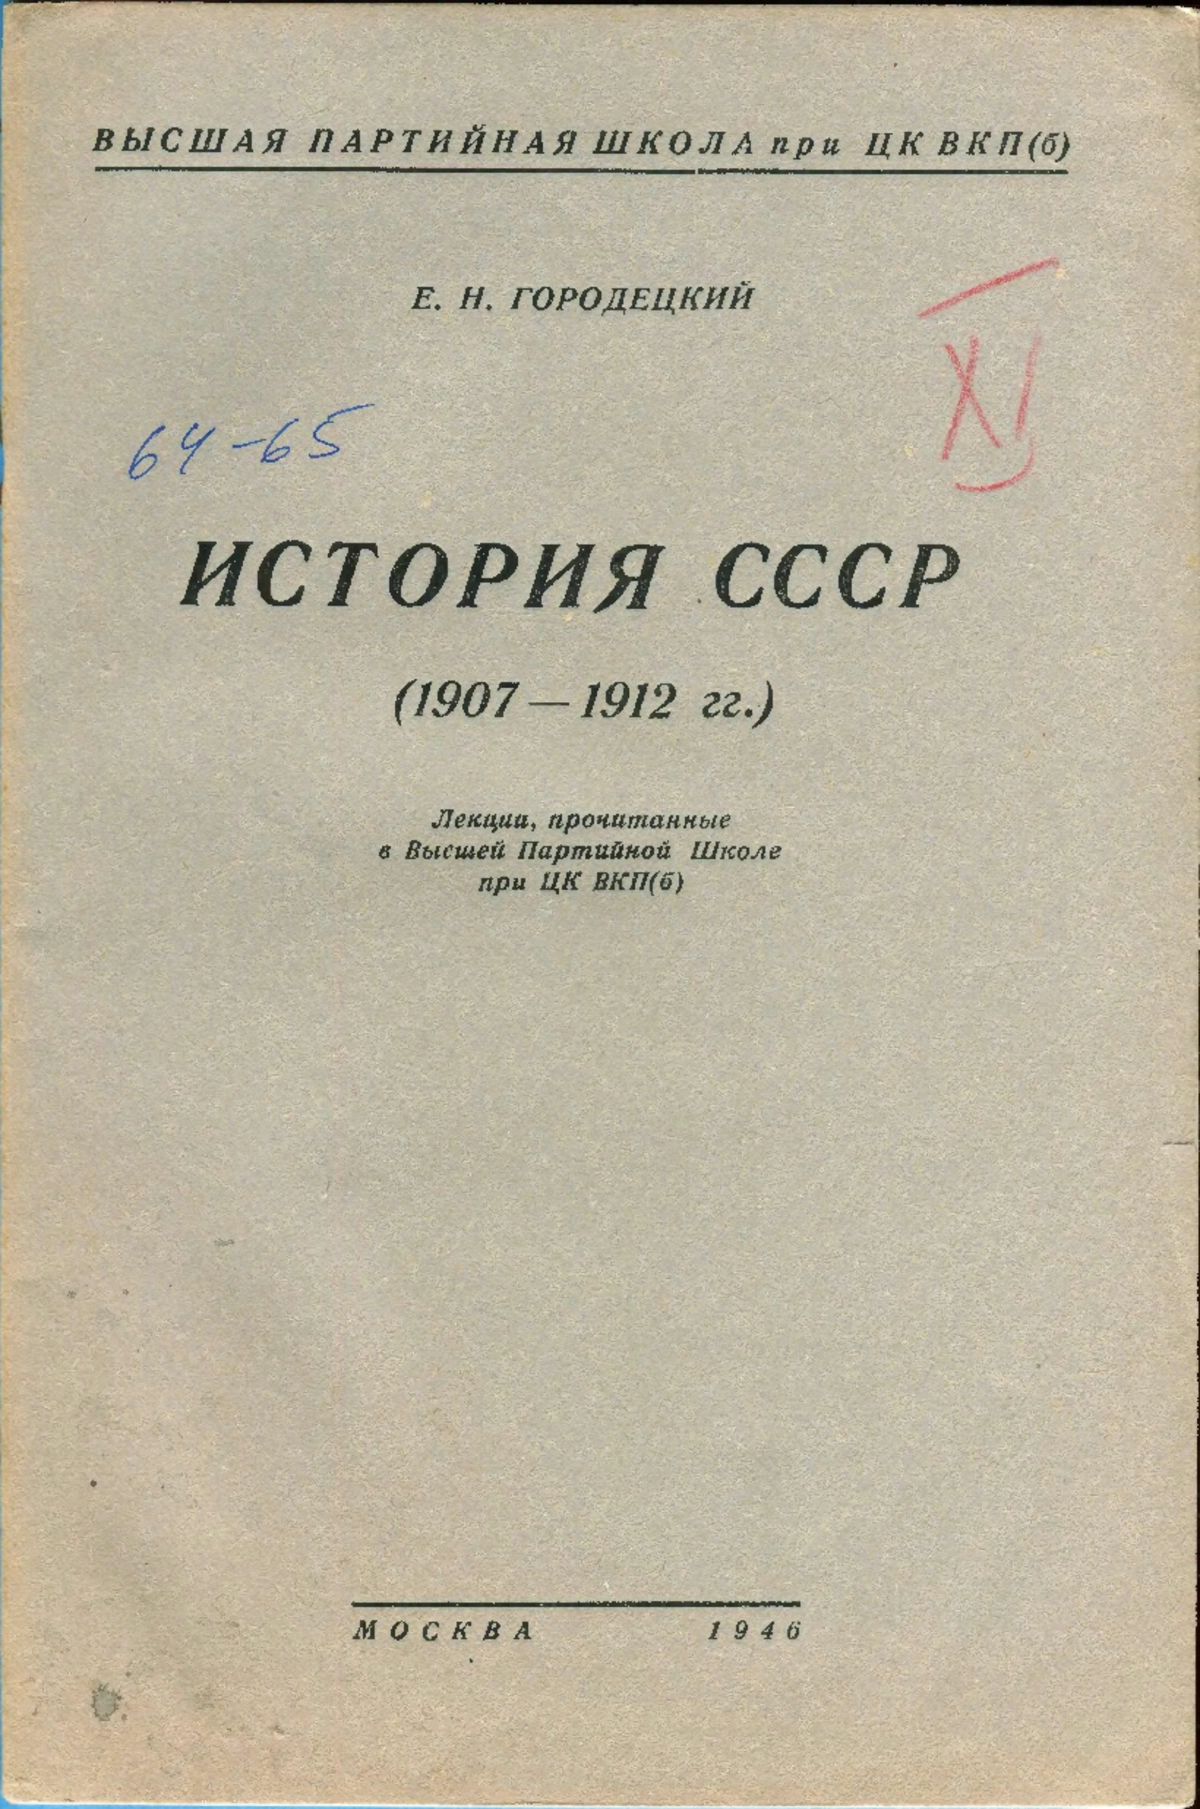 ВЫСШАЯ ПАРТИЙНАЯ ШКОЛА при ЦК ВКП(б)
Е. Н. ГОРОДЕЦКИЙ
XI
64-65
ИСТОРИЯ СССР
(1907 — 1912 гг.)
Лекции, прочитанные
в Высшей Партийной Школе
при ЦК ВКП(б)
МОСКВА 1946